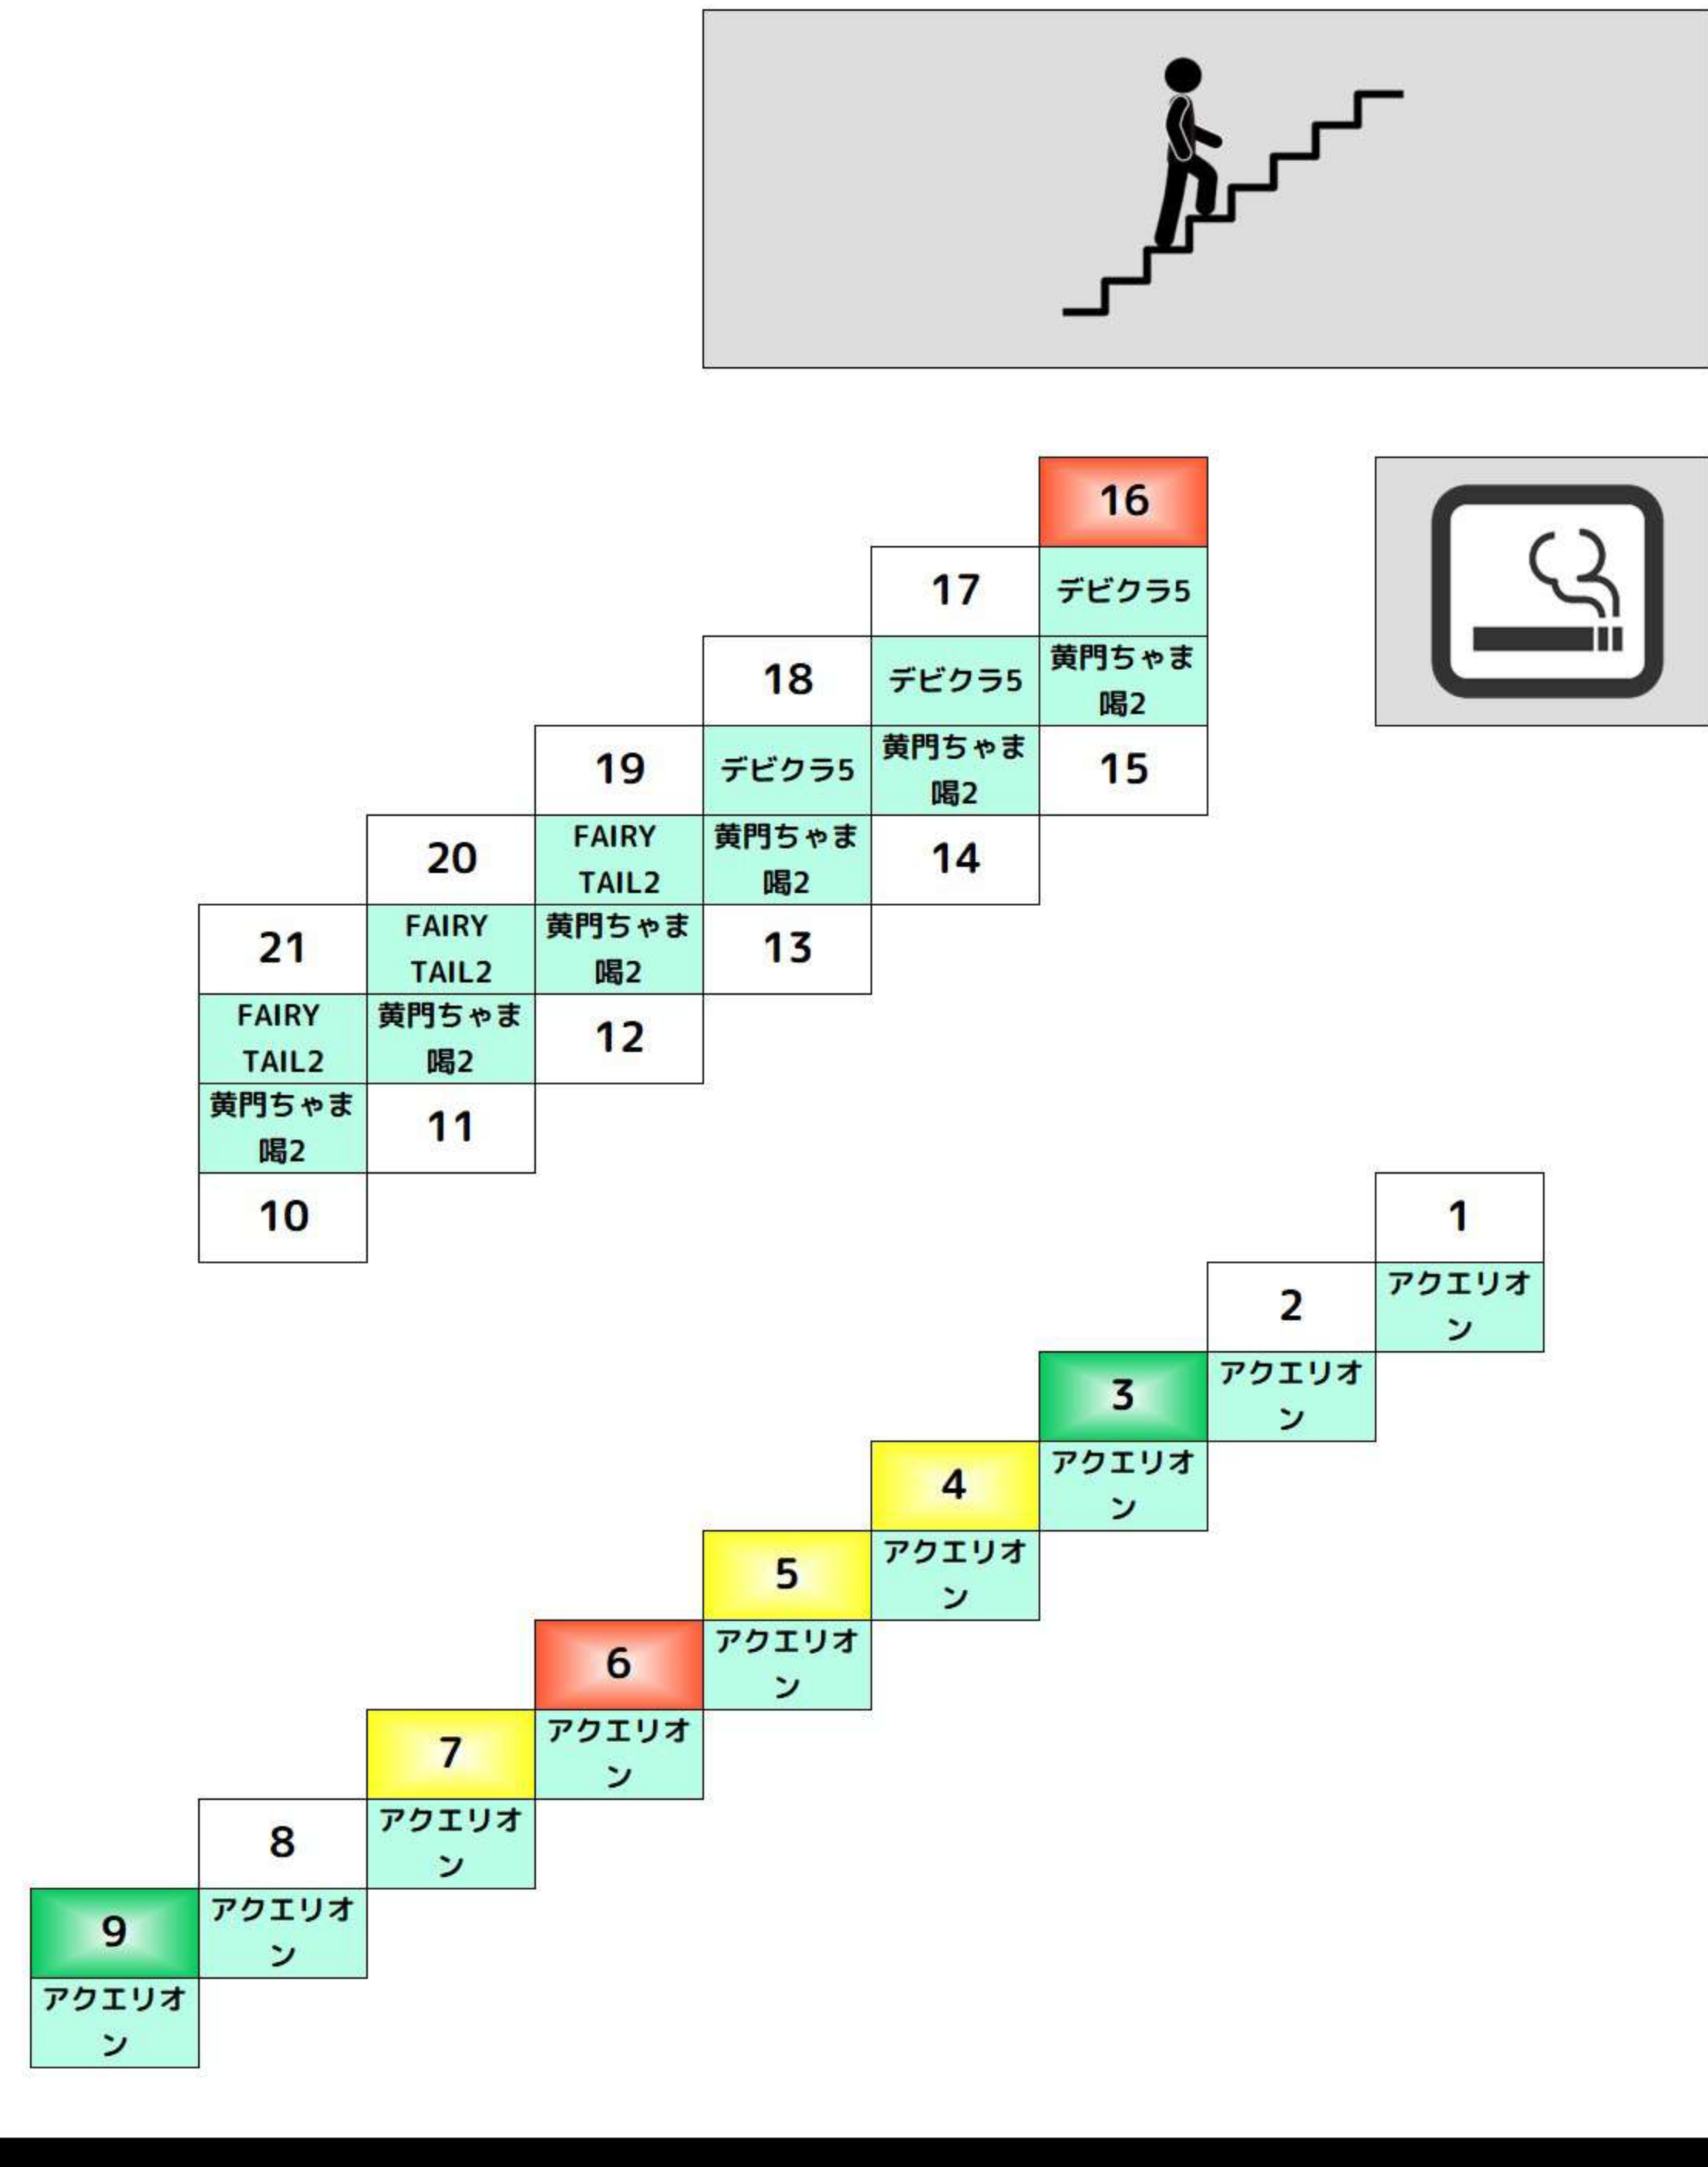 16
17
デビクラ5
18
デビクラ5
黄門ちゃま
喝2
19
デビクラ5
黄門ちゃま
喝2
15
20
FAIRY
TAIL2
黄門ちゃま
喝2
14
21
FAIRY
TAIL2
黄門ちゃま
喝2
13
FAIRY
TAIL2
黄門ちゃま
喝2
12
黄門ちゃま
喝2
11
10
1
2
アクエリオ
ン
3
アクエリオ
ン
4
アクエリオ
ン
5
アクエリオ
ン
6
アクエリオ
ン
7
アクエリオ
ン
8
アクエリオ
ン
9
アクエリオ
ン
アクエリオ
ン